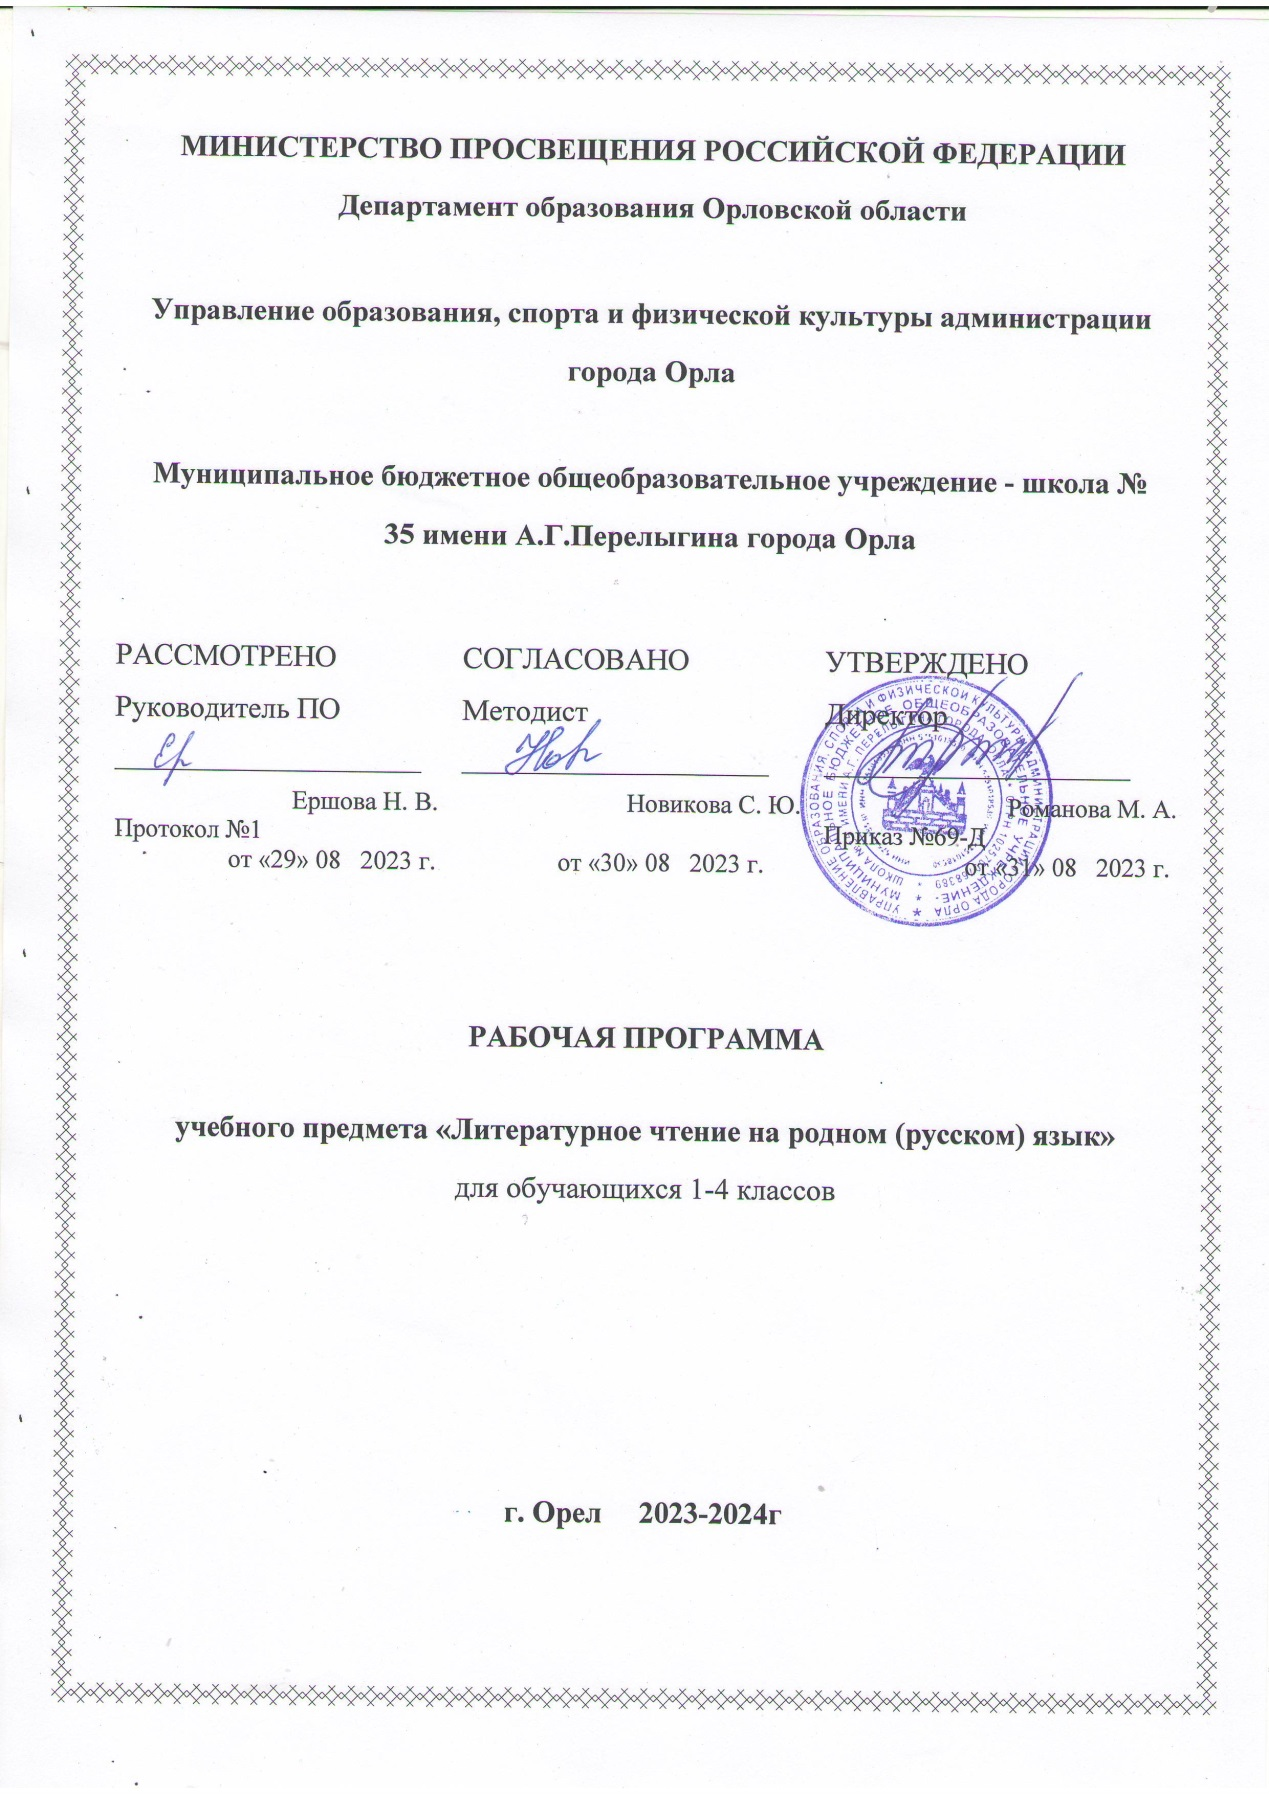 МИНИСТЕРСТВО ПРОСВЕЩЕНИЯ РОССИЙСКОЙ ФЕДЕРАЦИИ
Департамент образования Орловской области
Управление образования, спорта и физической культуры администрации
города Орла
Муниципальное бюджетное общеобразовательное учреждение - школа №
35 имени А.Г.Перелыгина города Орла
РАССМОТРЕНО
Руководитель ПО
Ершова Н. В.
Протокол №1
от «29» 08 2023 г.
СОГЛАСОВАНО
Методист
Новикова С. Ю.
от «30» 08 2023 г.
УТВЕРЖДЕНО
Директор
Романова М. А.
Приказ №69-Д
от «31» 08 2023 г.
РАБОЧАЯ ПРОГРАММА
учебного предмета «Литературное чтение на родном (русском) язык»
для обучающихся 1-4 классов
г. Орел 2023-2024г